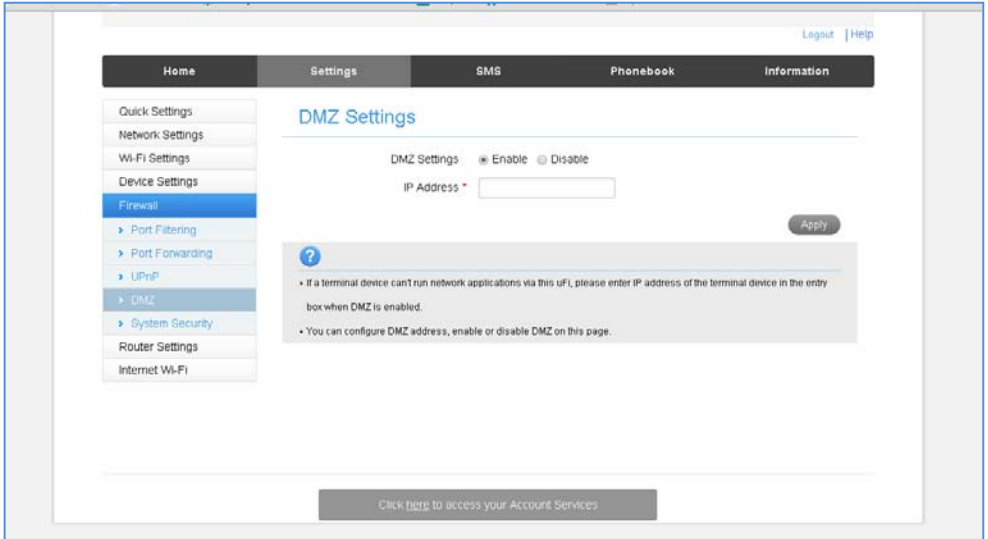 Logout | Help
Home Settings SMS Phonebook Information
Quick Settings
Network Settings
Wi-Fi Settings
Device Settings
Firewall
Port Filtering
Port Forwarding
UPnP
DMZ
System Security
Router Settings
Internet Wi-Fi
DMZ Settings
DMZ Settings Enable Disable
IP Address *
Apply
?
• If a terminal device can't run network applications via this uFi, please enter IP address of the terminal device in the entry
box when DMZ is enabled.
• You can configure DMZ address, enable or disable DMZ on this page.
Click here to access your Account Services